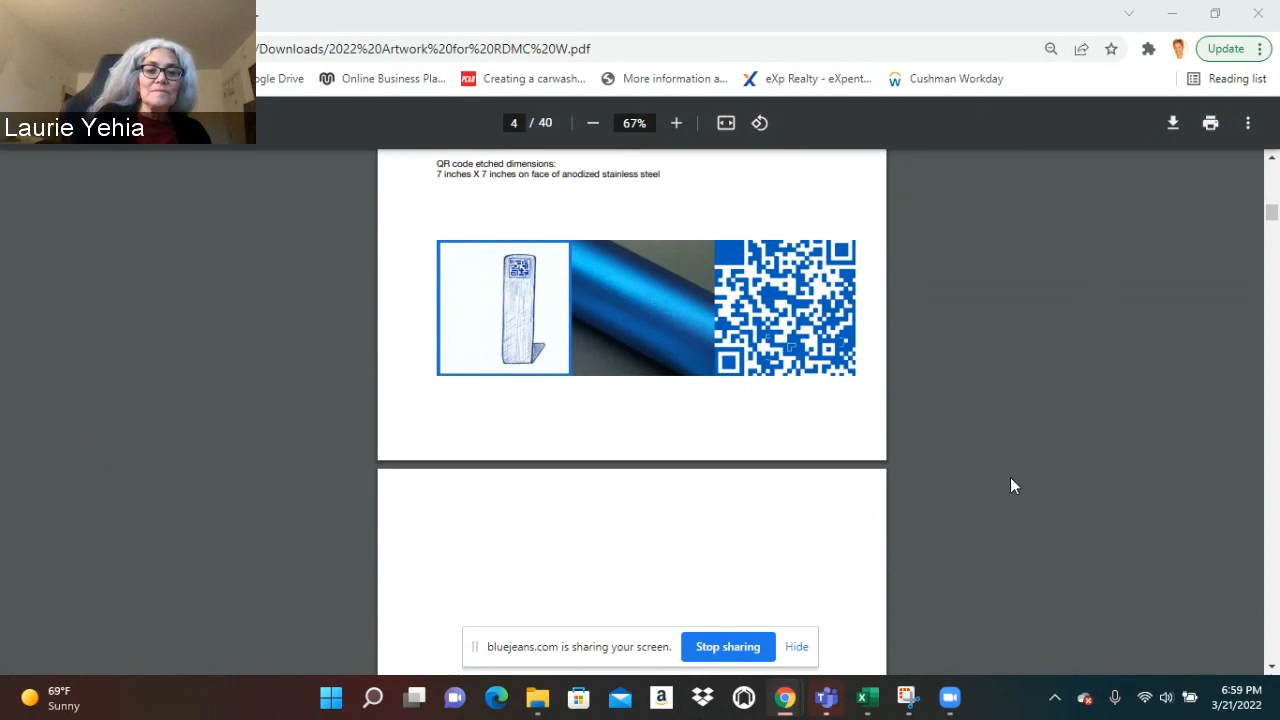 /Downloads/2022%20Artwork%20for%20RDMC%20W.pdf
Update
ogle Drive
Online Business Pla...
Creating a carwash...
More information a...
eXp Realty - eXpent...
Cushman Workday
Reading list
Laurie Yehia
4 / 40
67%
QR code etched dimensions:
7 inches X 7 inches on face of anodized stainless steel
bluejeans.com is sharing your screen.
Stop sharing
Hide
69°F
Sunny
6:59 PM
3/21/2022